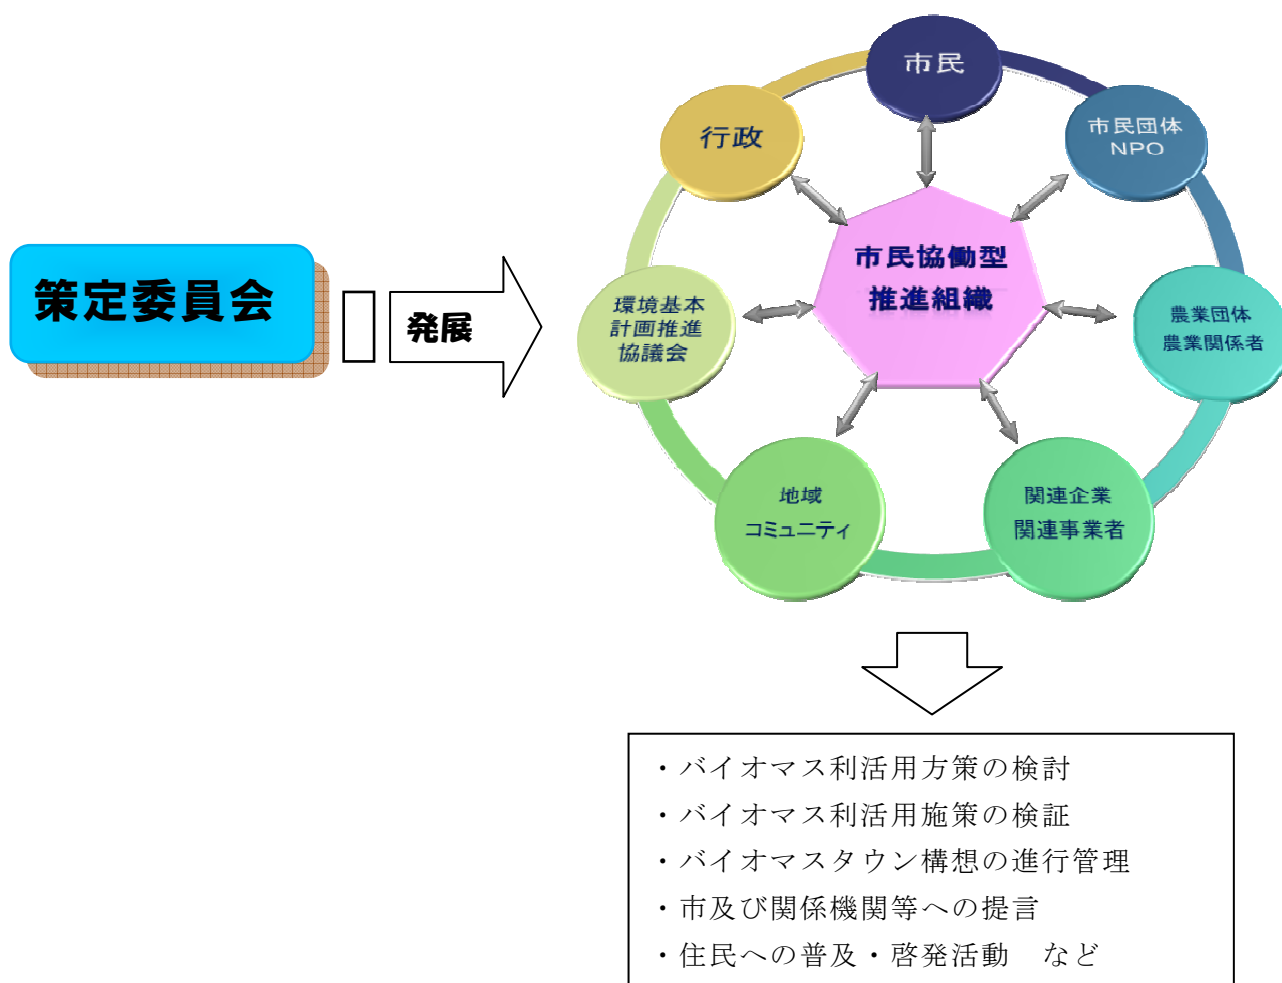 策定委員会
発展
市民
市民団体
NPO
行政
市民協働型
推進組織
環境基本
計画推進
協議会
農業団体
農業関係者
地域
コミュニティ
関連企業
関連事業者
・バイオマス利活用方策の検討
・バイオマス利活用施策の検証
・バイオマスタウン構想の進行管理
・市及び関係機関等への提言
・住民への普及・啓発活動　など